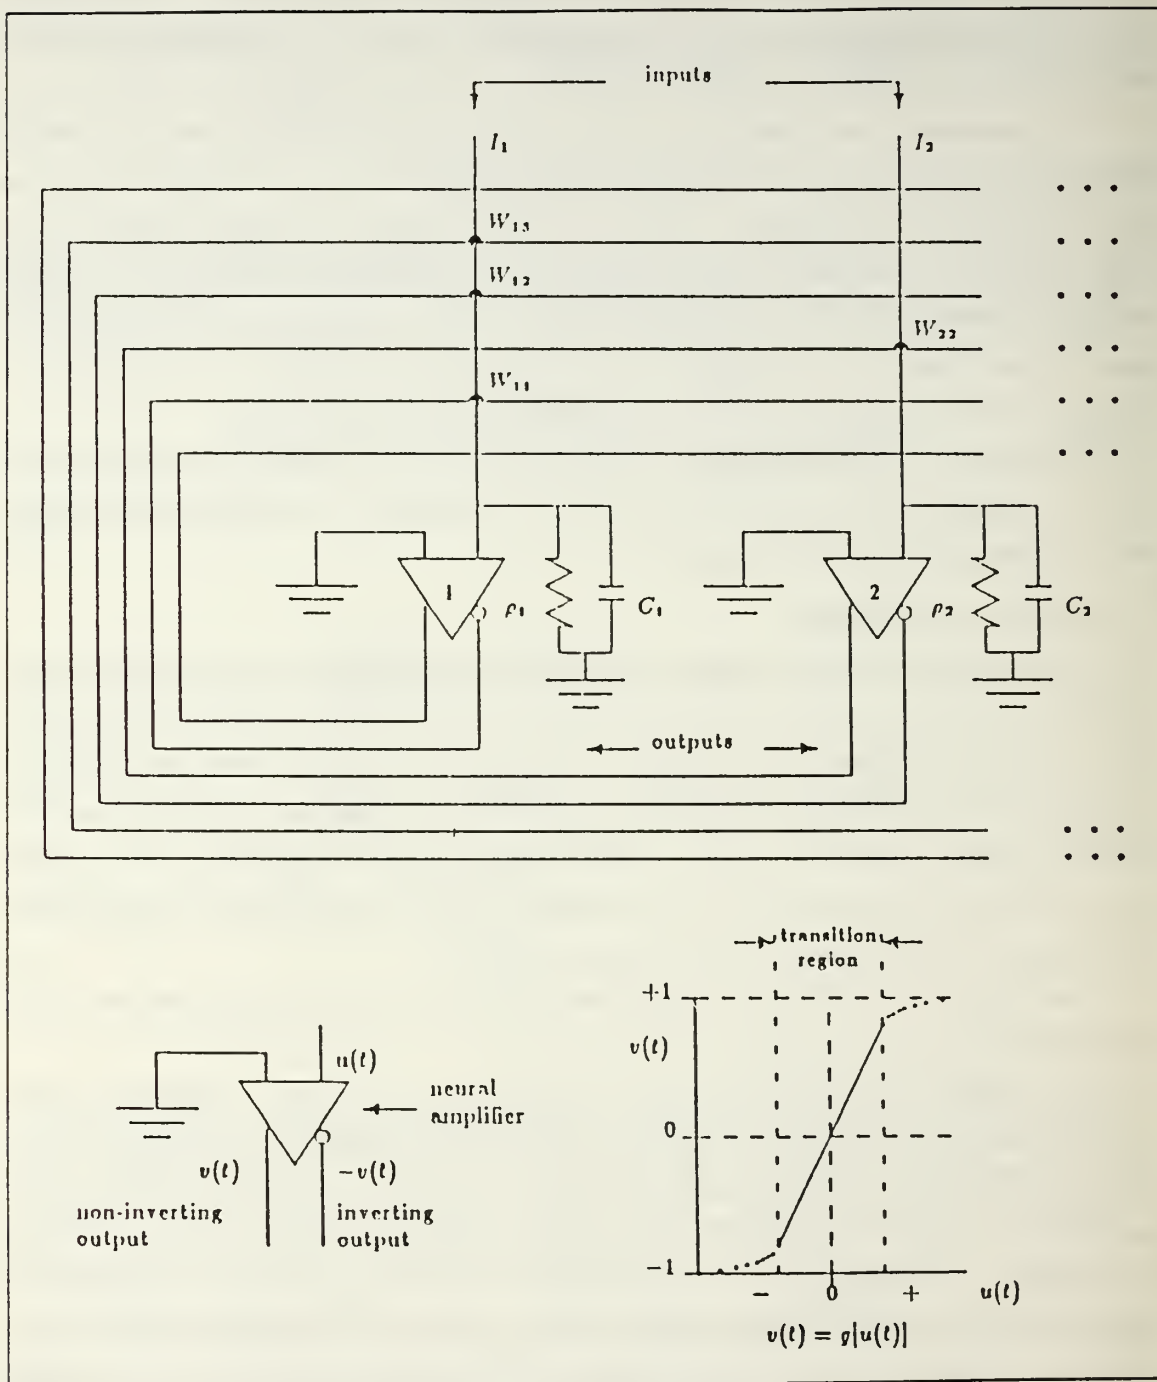 inputs
I₁ I₂
W₁₃
W₁₂
W₂₂
W₁₁
1 ρ₁ C₁ 2 ρ₂ C₂
outputs
transition
region
+1
v(t)
0
−1
− 0 + u(t)
v(t) = g|u(t)|
u(t)
neural
amplifier
v(t) −v(t)
non-inverting
output
inverting
output